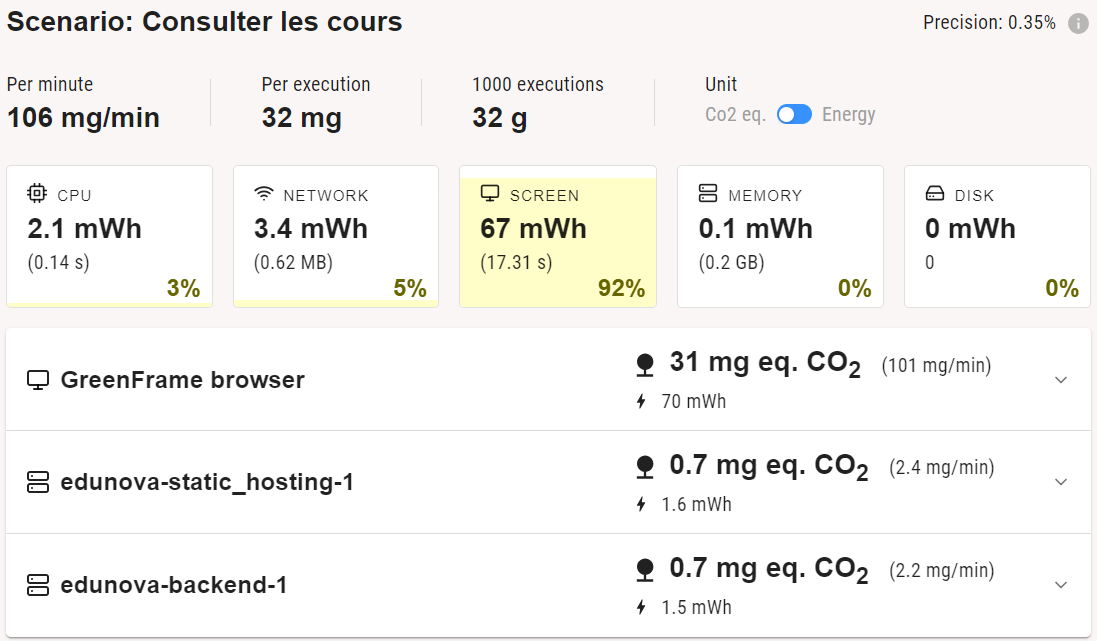 Scenario: Consulter les cours
Precision: 0.35%
Per minute
106 mg/min
Per execution
32 mg
1000 executions
32 g
Unit
Co2 eq. Energy
CPU
2.1 mWh
(0.14 s)
3%
NETWORK
3.4 mWh
(0.62 MB)
5%
SCREEN
67 mWh
(17.31 s)
92%
MEMORY
0.1 mWh
(0.2 GB)
0%
DISK
0 mWh
0
0%
GreenFrame browser
31 mg eq. CO2 (101 mg/min)
70 mWh
edunova-static_hosting-1
0.7 mg eq. CO2 (2.4 mg/min)
1.6 mWh
edunova-backend-1
0.7 mg eq. CO2 (2.2 mg/min)
1.5 mWh